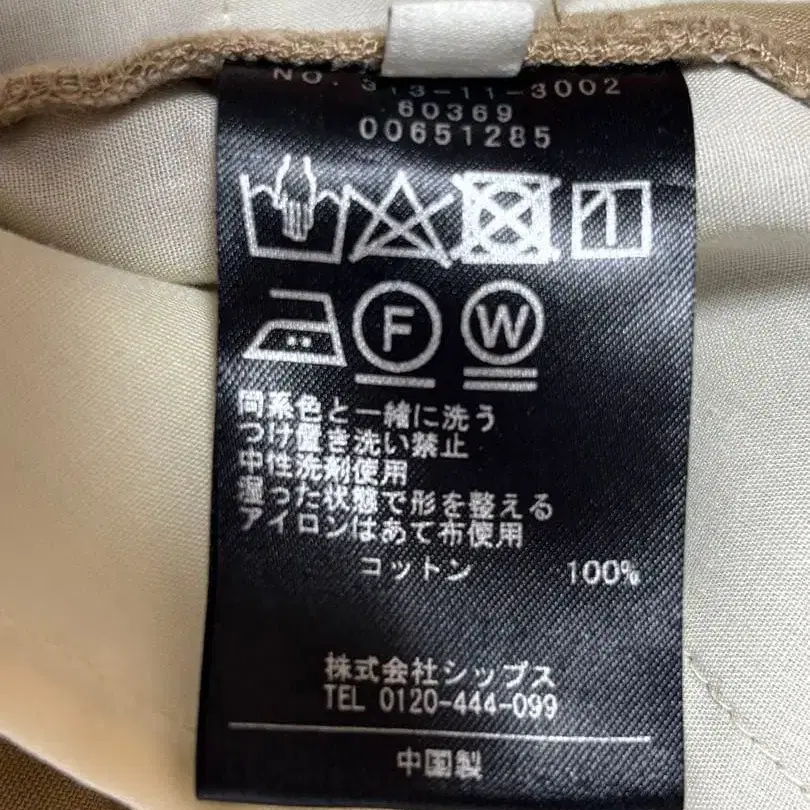 NO. 313-11-3002
60369
00651285
F W
同系色と一緒に洗う
つけ置き洗い禁止
中性洗剤使用
湿った状態で形を整える
アイロンはあて布使用
コットン 100%
株式会社シップス
TEL 0120-444-099
中国製